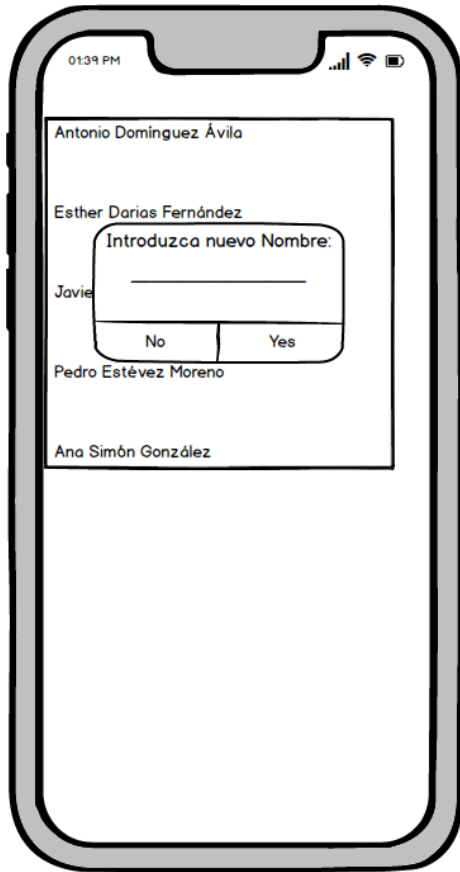 01:39 PM
Antonio Domínguez Ávila
Esther Darias Fernández
Introduzca nuevo Nombre:
Javie
No Yes
Pedro Estévez Moreno
Ana Simón González